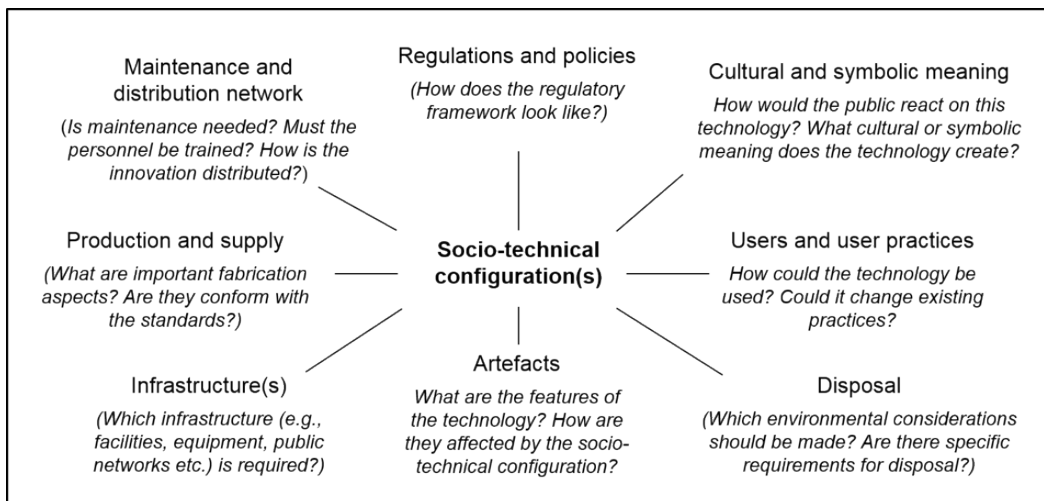 Maintenance and
distribution network
(Is maintenance needed? Must the
personnel be trained? How is the
innovation distributed?)
Regulations and policies
(How does the regulatory
framework look like?)
Cultural and symbolic meaning
How would the public react on this
technology? What cultural or symbolic
meaning does the technology create?
Production and supply
(What are important fabrication
aspects? Are they conform with
the standards?)
Socio-technical
configuration(s)
Users and user practices
How could the technology be
used? Could it change existing
practices?
Infrastructure(s)
(Which infrastructure (e.g.,
facilities, equipment, public
networks etc.) is required?)
Artefacts
What are the features of
the technology? How are
they affected by the socio-
technical configuration?
Disposal
(Which environmental considerations
should be made? Are there specific
requirements for disposal?)